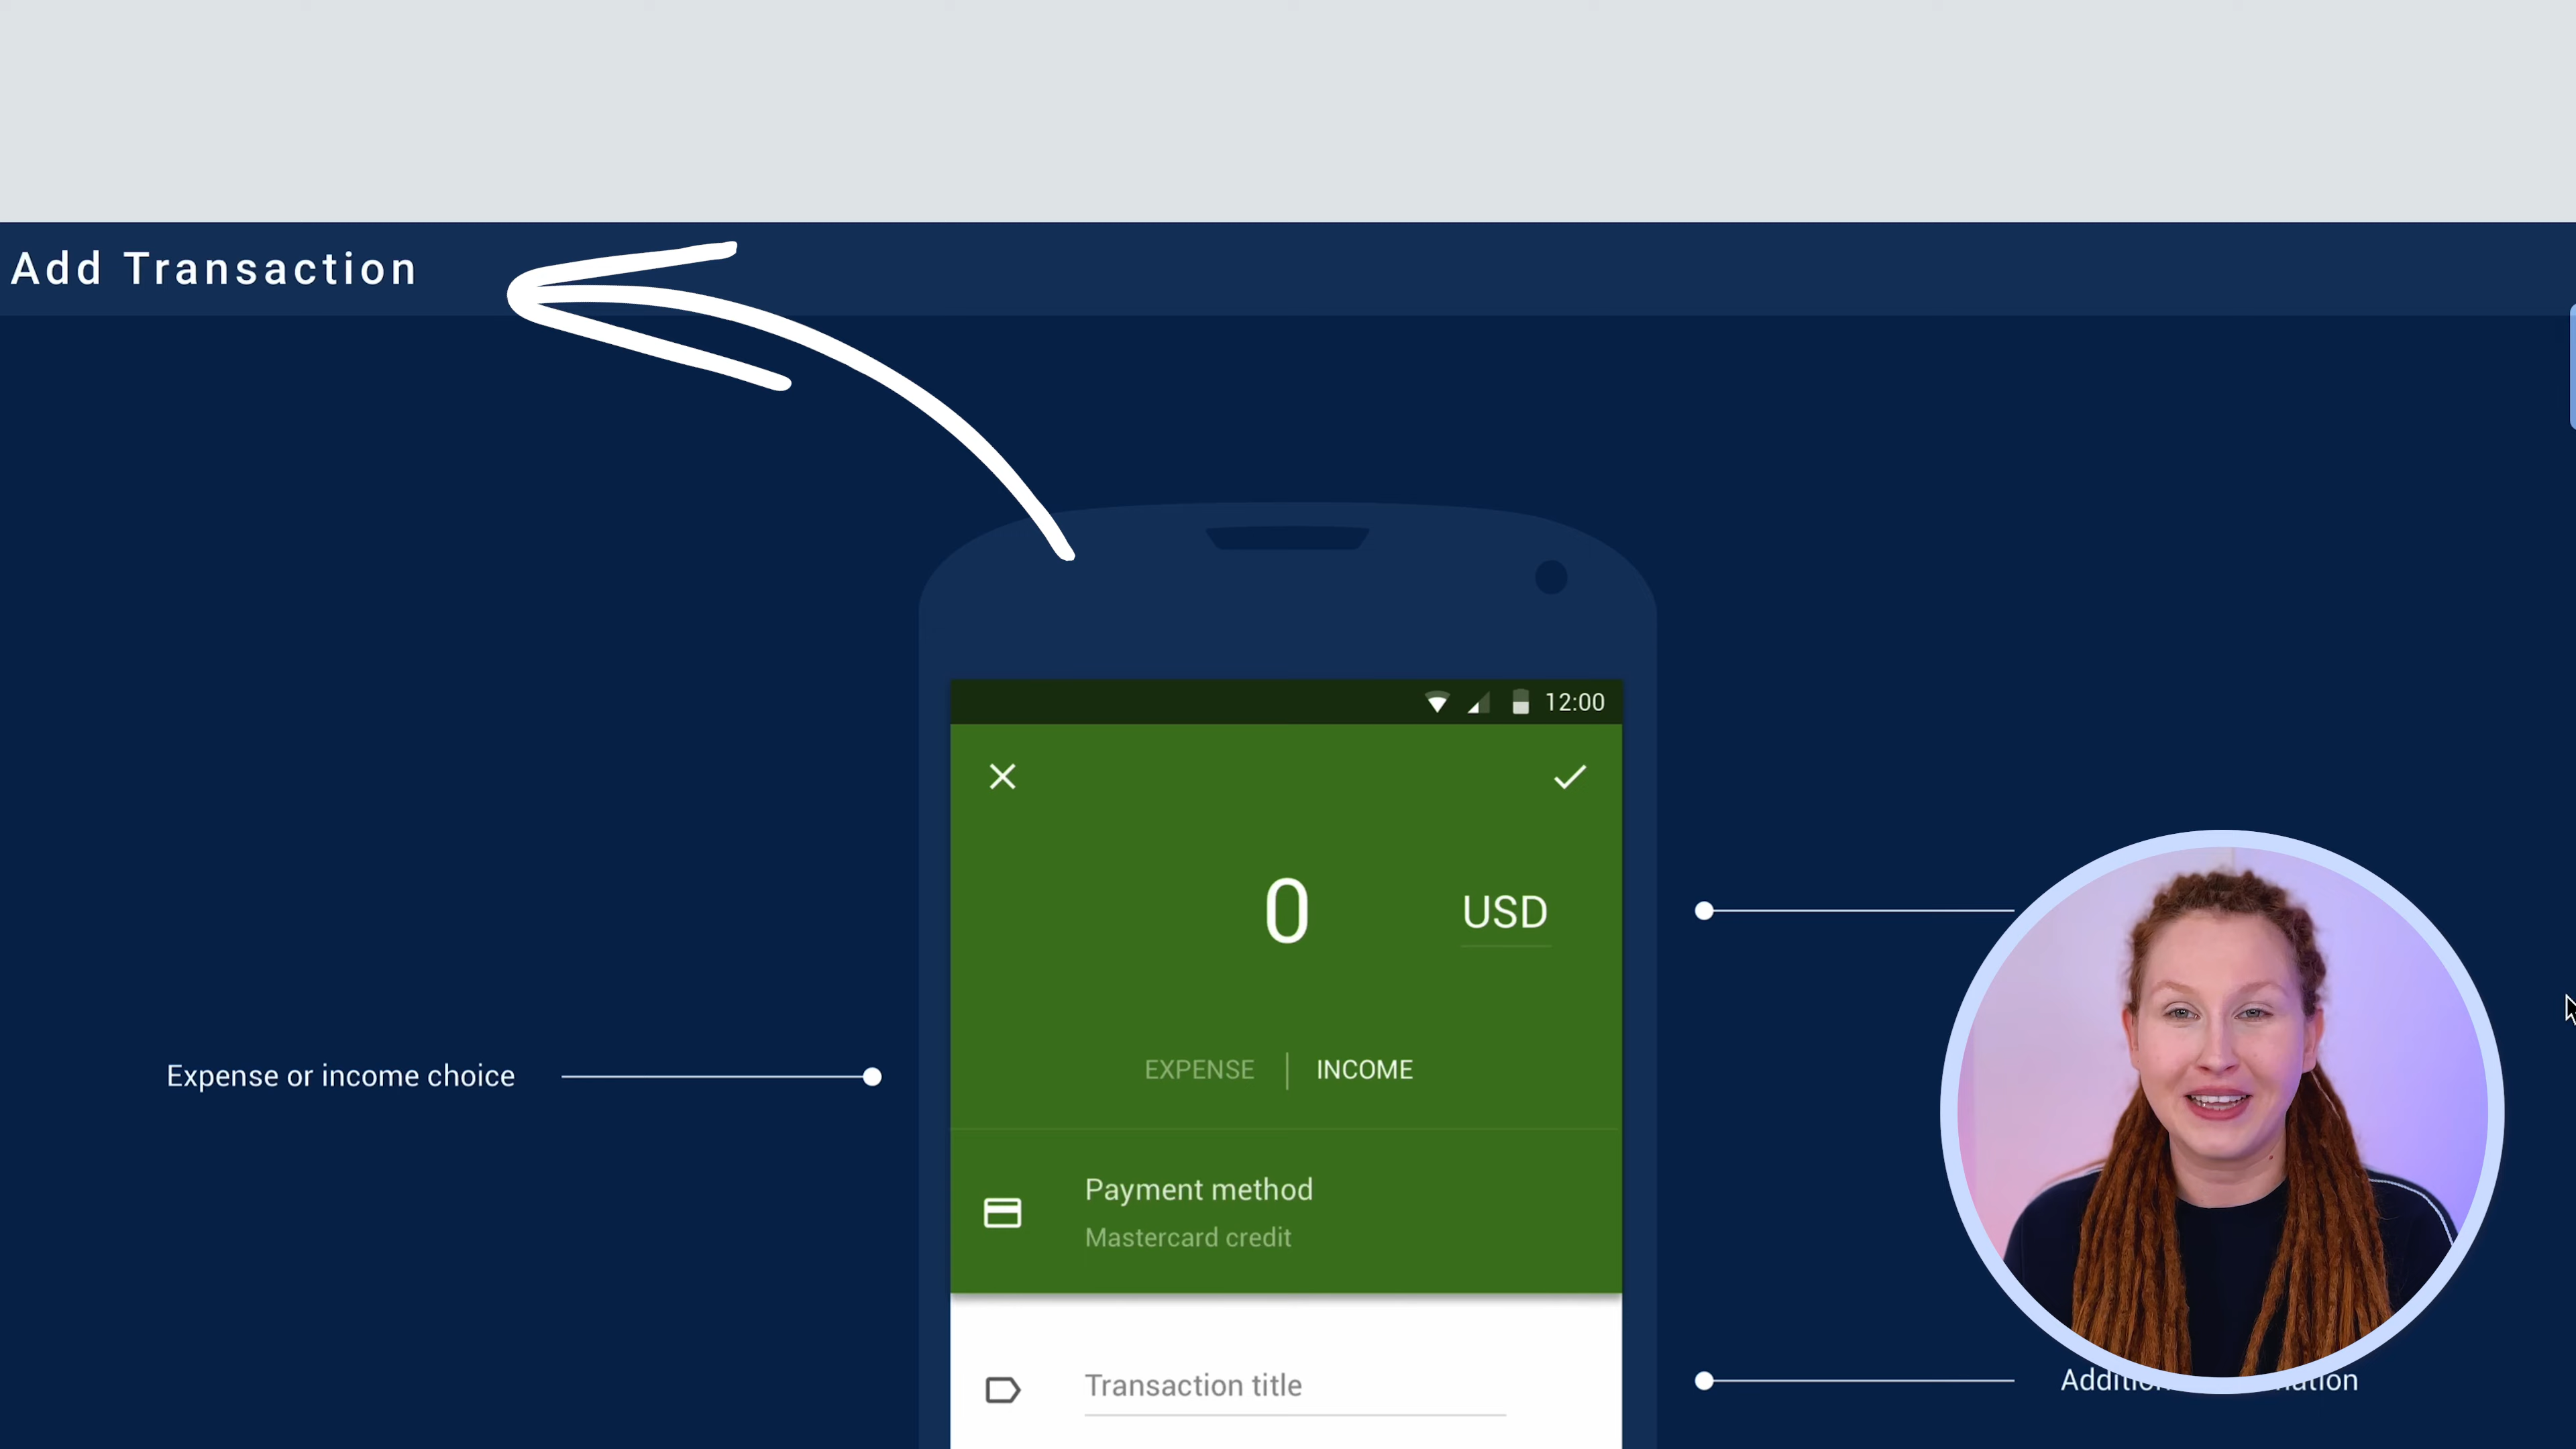 Add Transaction
12:00
0 USD
EXPENSE | INCOME
Expense or income choice
Payment method
Mastercard credit
Transaction title